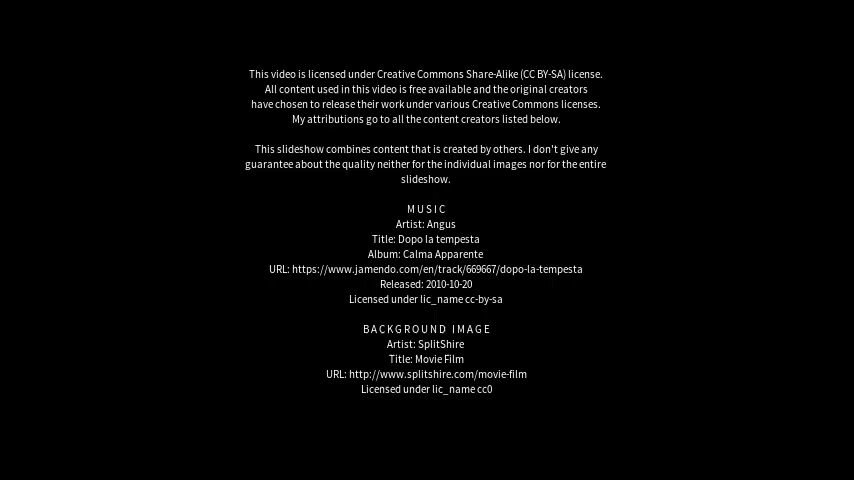 This video is licensed under Creative Commons Share-Alike (CC BY-SA) license.
All content used in this video is free available and the original creators
have chosen to release their work under various Creative Commons licenses.
My attributions go to all the content creators listed below.
This slideshow combines content that is created by others. I don't give any
guarantee about the quality neither for the individual images nor for the entire
slideshow.
MUSIC
Artist: Angus
Title: Dopo la tempesta
Album: Calma Apparente
URL: https://www.jamendo.com/en/track/669667/dopo-la-tempesta
Released: 2010-10-20
Licensed under lic_name cc-by-sa
BACKGROUND IMAGE
Artist: SplitShire
Title: Movie Film
URL: http://www.splitshire.com/movie-film
Licensed under lic_name cc0